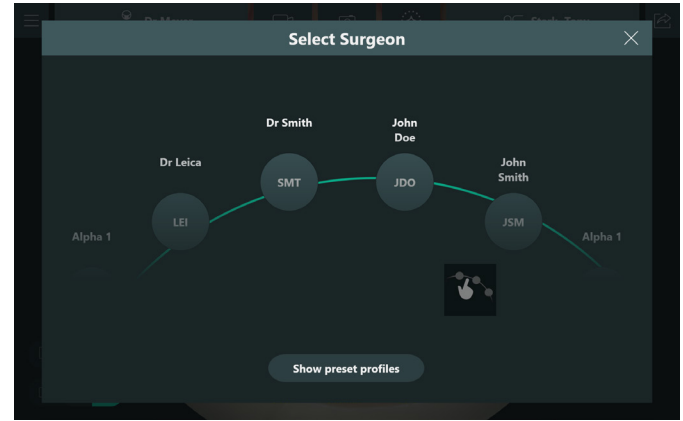 Select Surgeon
Dr Smith
John
Doe
Dr Leica
John
Smith
SMT
JDO
LEI
JSM
Alpha 1
Alpha 1
Show preset profiles